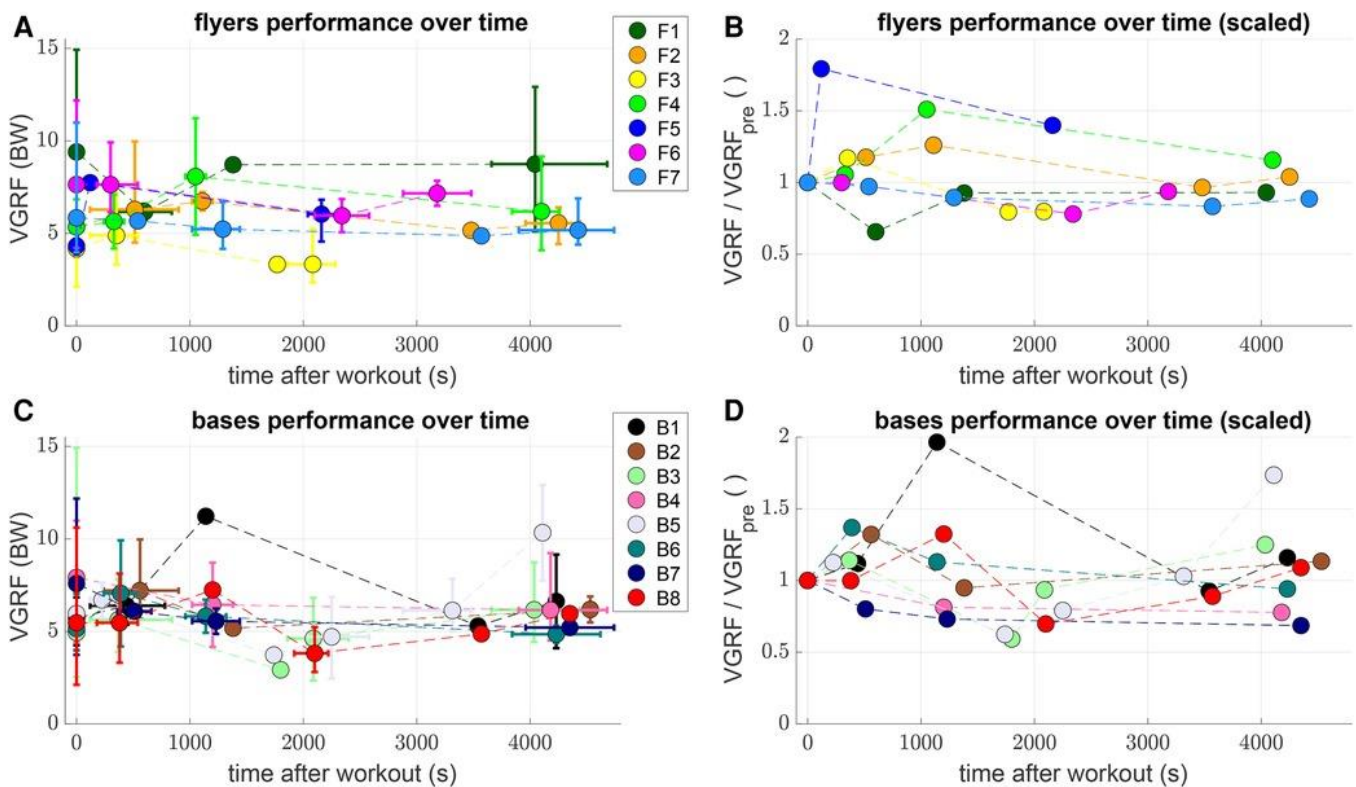 A
flyers performance over time
15
10
5
0
VGRF (BW)
0 1000 2000 3000 4000
time after workout (s)
F1
F2
F3
F4
F5
F6
F7
B
flyers performance over time (scaled)
2
1.5
1
0.5
0
VGRF / VGRFpre ( )
0 1000 2000 3000 4000
time after workout (s)
C
bases performance over time
15
10
5
0
VGRF (BW)
0 1000 2000 3000 4000
time after workout (s)
B1
B2
B3
B4
B5
B6
B7
B8
D
bases performance over time (scaled)
2
1.5
1
0.5
0
VGRF / VGRFpre ( )
0 1000 2000 3000 4000
time after workout (s)